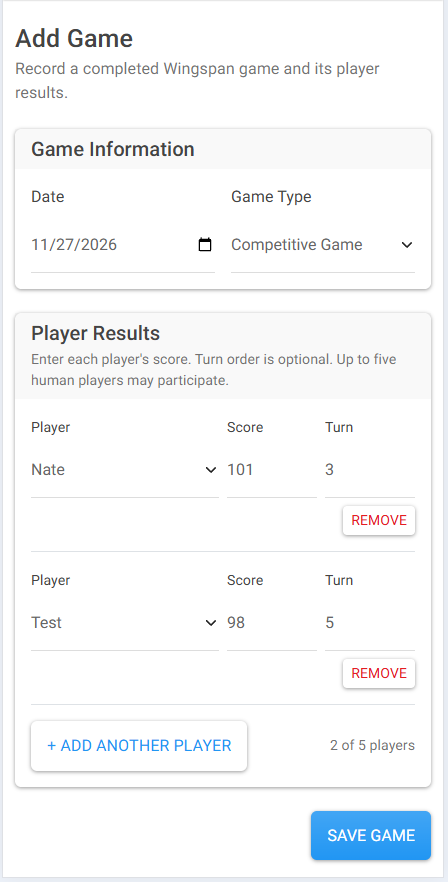 Add Game
Record a completed Wingspan game and its player
results.
Game Information
Date
Game Type
11/27/2026
Competitive Game
Player Results
Enter each player's score. Turn order is optional. Up to five
human players may participate.
Player Score Turn
Nate 101 3
REMOVE
Player Score Turn
Test 98 5
REMOVE
+ ADD ANOTHER PLAYER
2 of 5 players
SAVE GAME